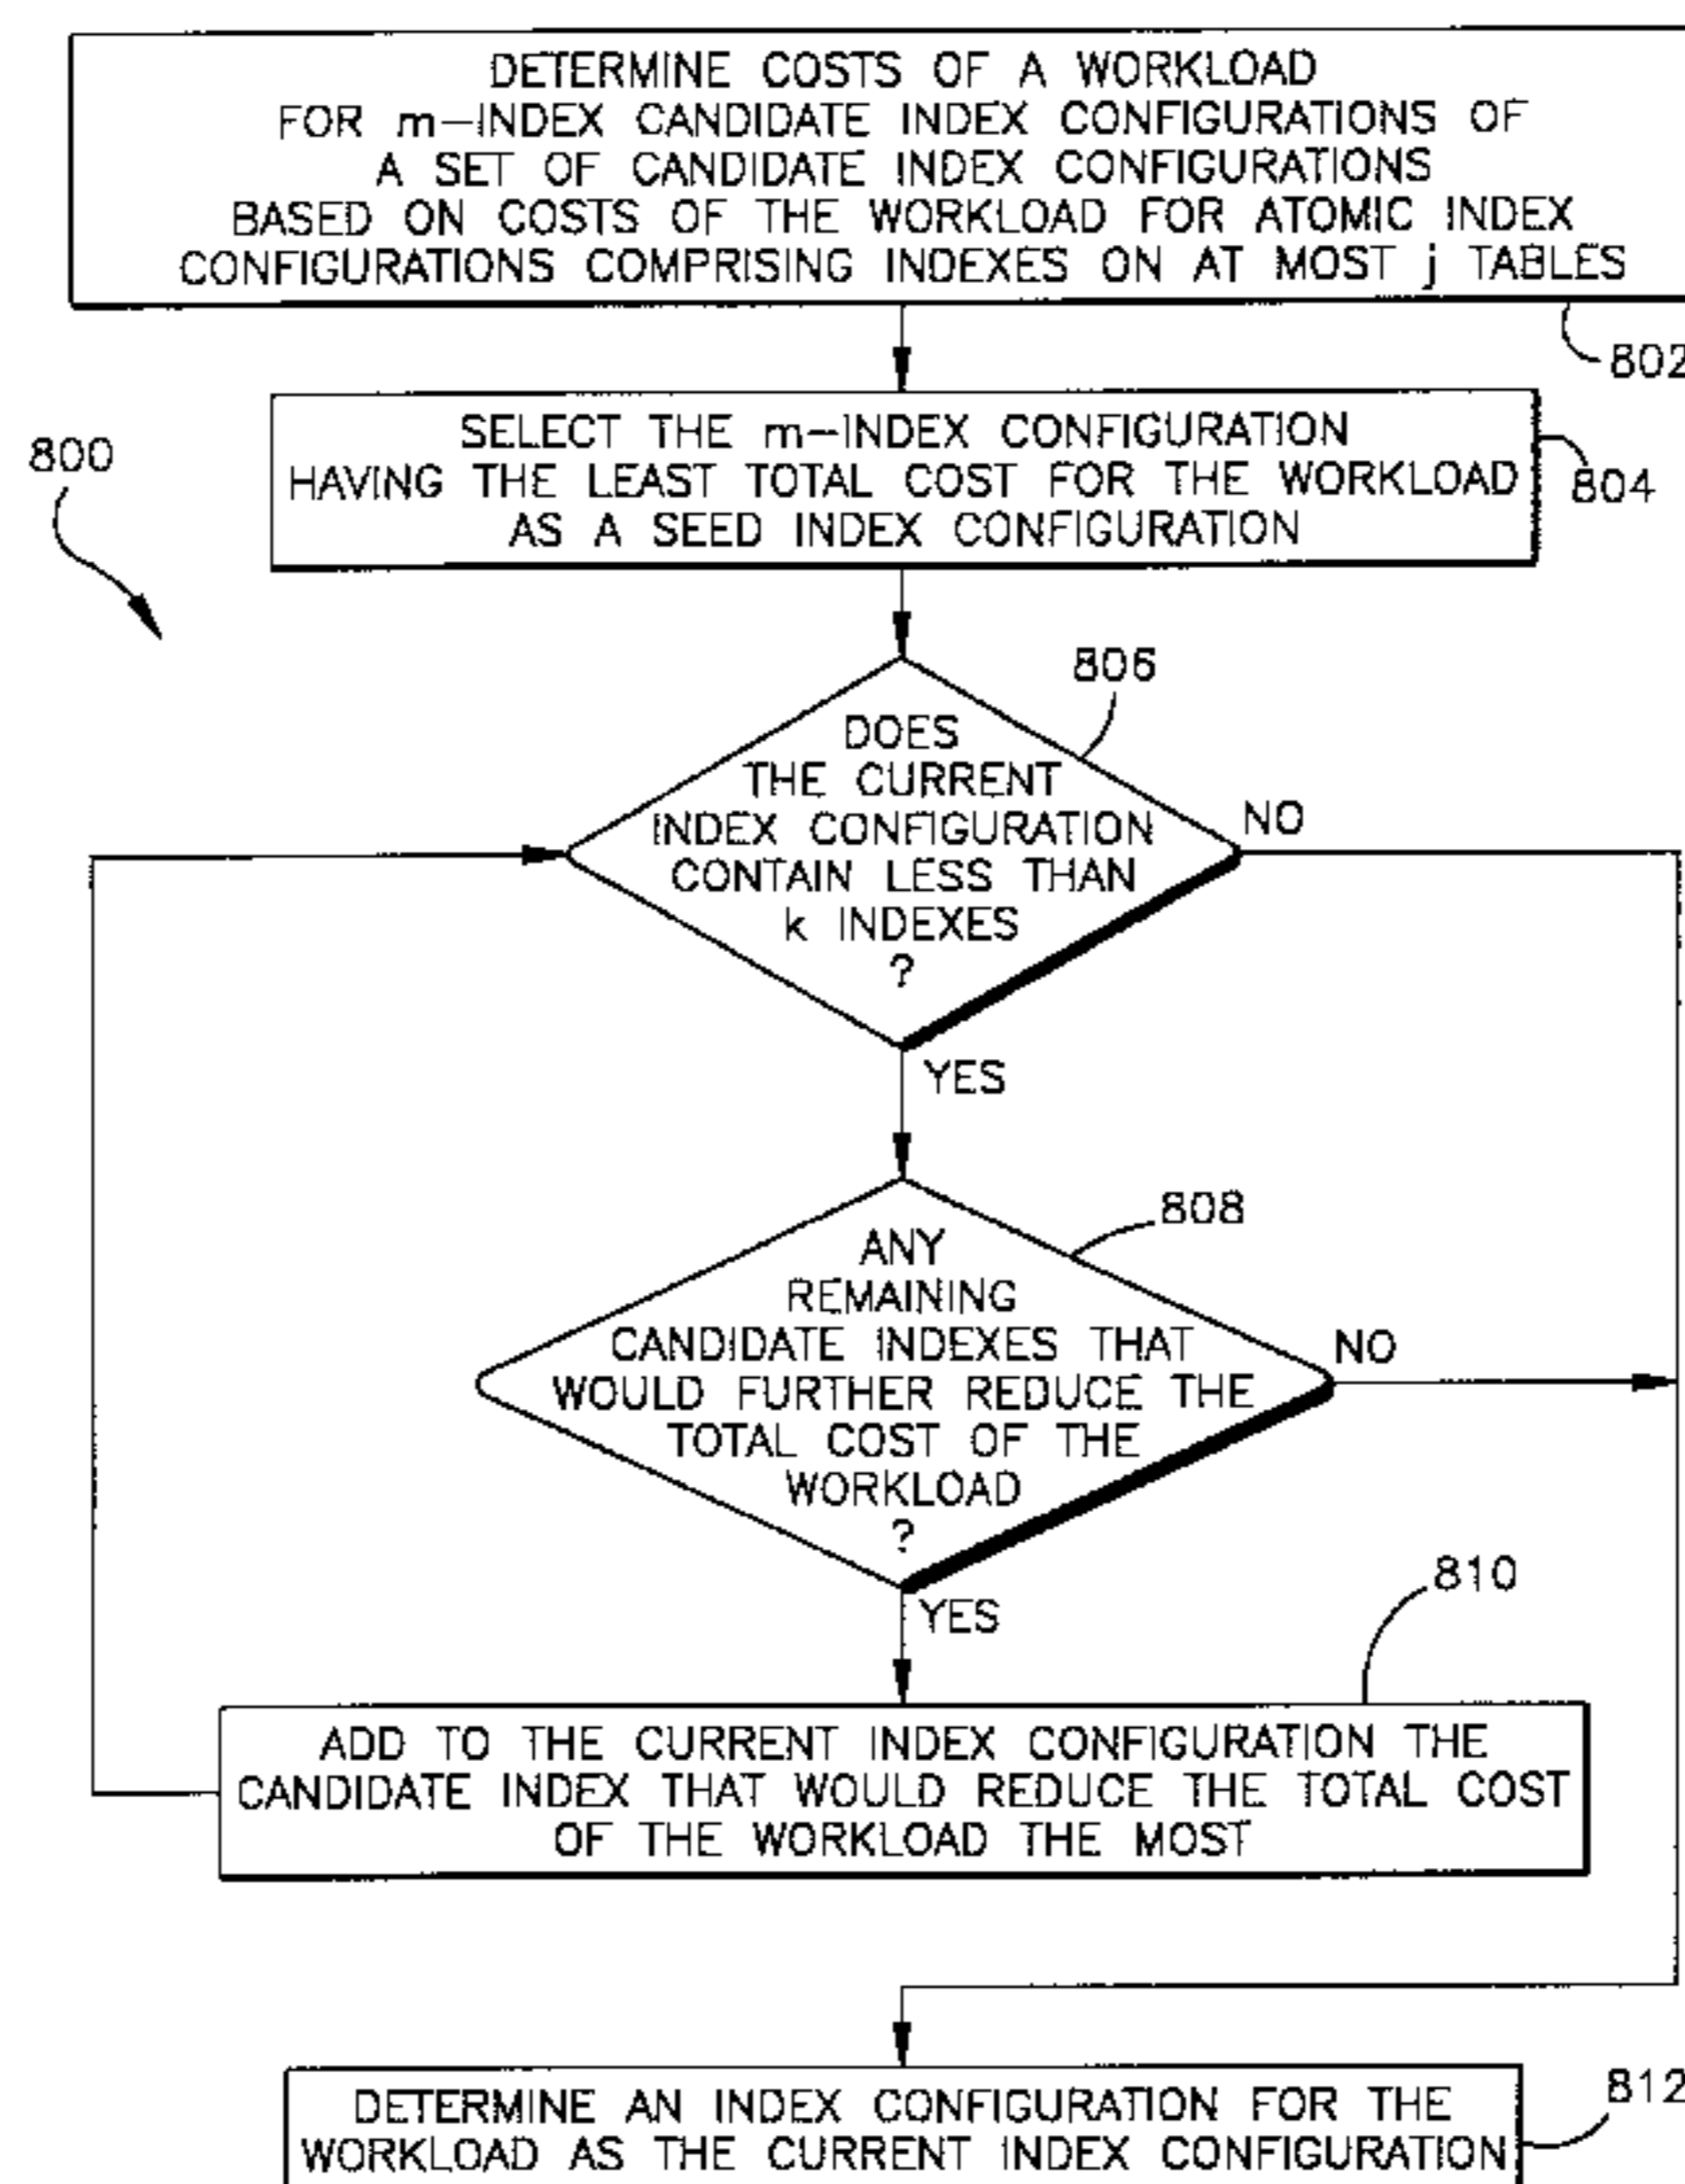 DETERMINE COSTS OF A WORKLOAD
FOR m-INDEX CANDIDATE INDEX CONFIGURATIONS OF
A SET OF CANDIDATE INDEX CONFIGURATIONS
BASED ON COSTS OF THE WORKLOAD FOR ATOMIC INDEX
CONFIGURATIONS COMPRISING INDEXES ON AT MOST j TABLES
802
SELECT THE m-INDEX CONFIGURATION
HAVING THE LEAST TOTAL COST FOR THE WORKLOAD
AS A SEED INDEX CONFIGURATION
804
800
806
DOES
THE CURRENT
INDEX CONFIGURATION
CONTAIN LESS THAN
k INDEXES
?
NO
YES
808
ANY
REMAINING
CANDIDATE INDEXES THAT
WOULD FURTHER REDUCE THE
TOTAL COST OF THE
WORKLOAD
?
NO
YES
810
ADD TO THE CURRENT INDEX CONFIGURATION THE
CANDIDATE INDEX THAT WOULD REDUCE THE TOTAL COST
OF THE WORKLOAD THE MOST
812
DETERMINE AN INDEX CONFIGURATION FOR THE
WORKLOAD AS THE CURRENT INDEX CONFIGURATION